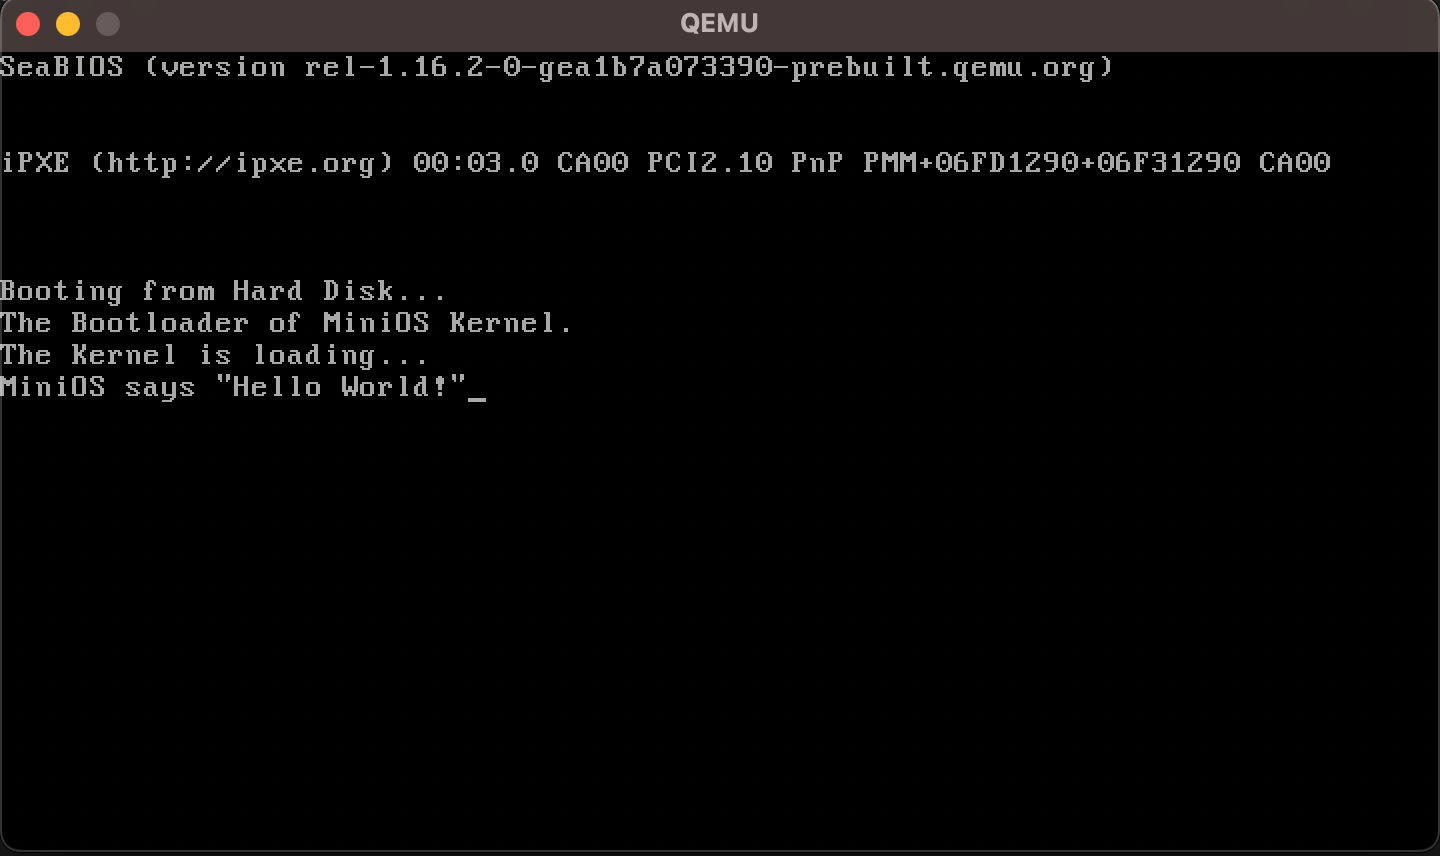 QEMU
SeaBIOS (version rel-1.16.2-0-gea1b7a073390-prebuilt.qemu.org)
iPXE (http://ipxe.org) 00:03.0 CA00 PCI2.10 PnP PMM+06FD1290+06F31290 CA00
Booting from Hard Disk...
The Bootloader of MiniOS Kernel.
The Kernel is loading...
MiniOS says "Hello World!"_